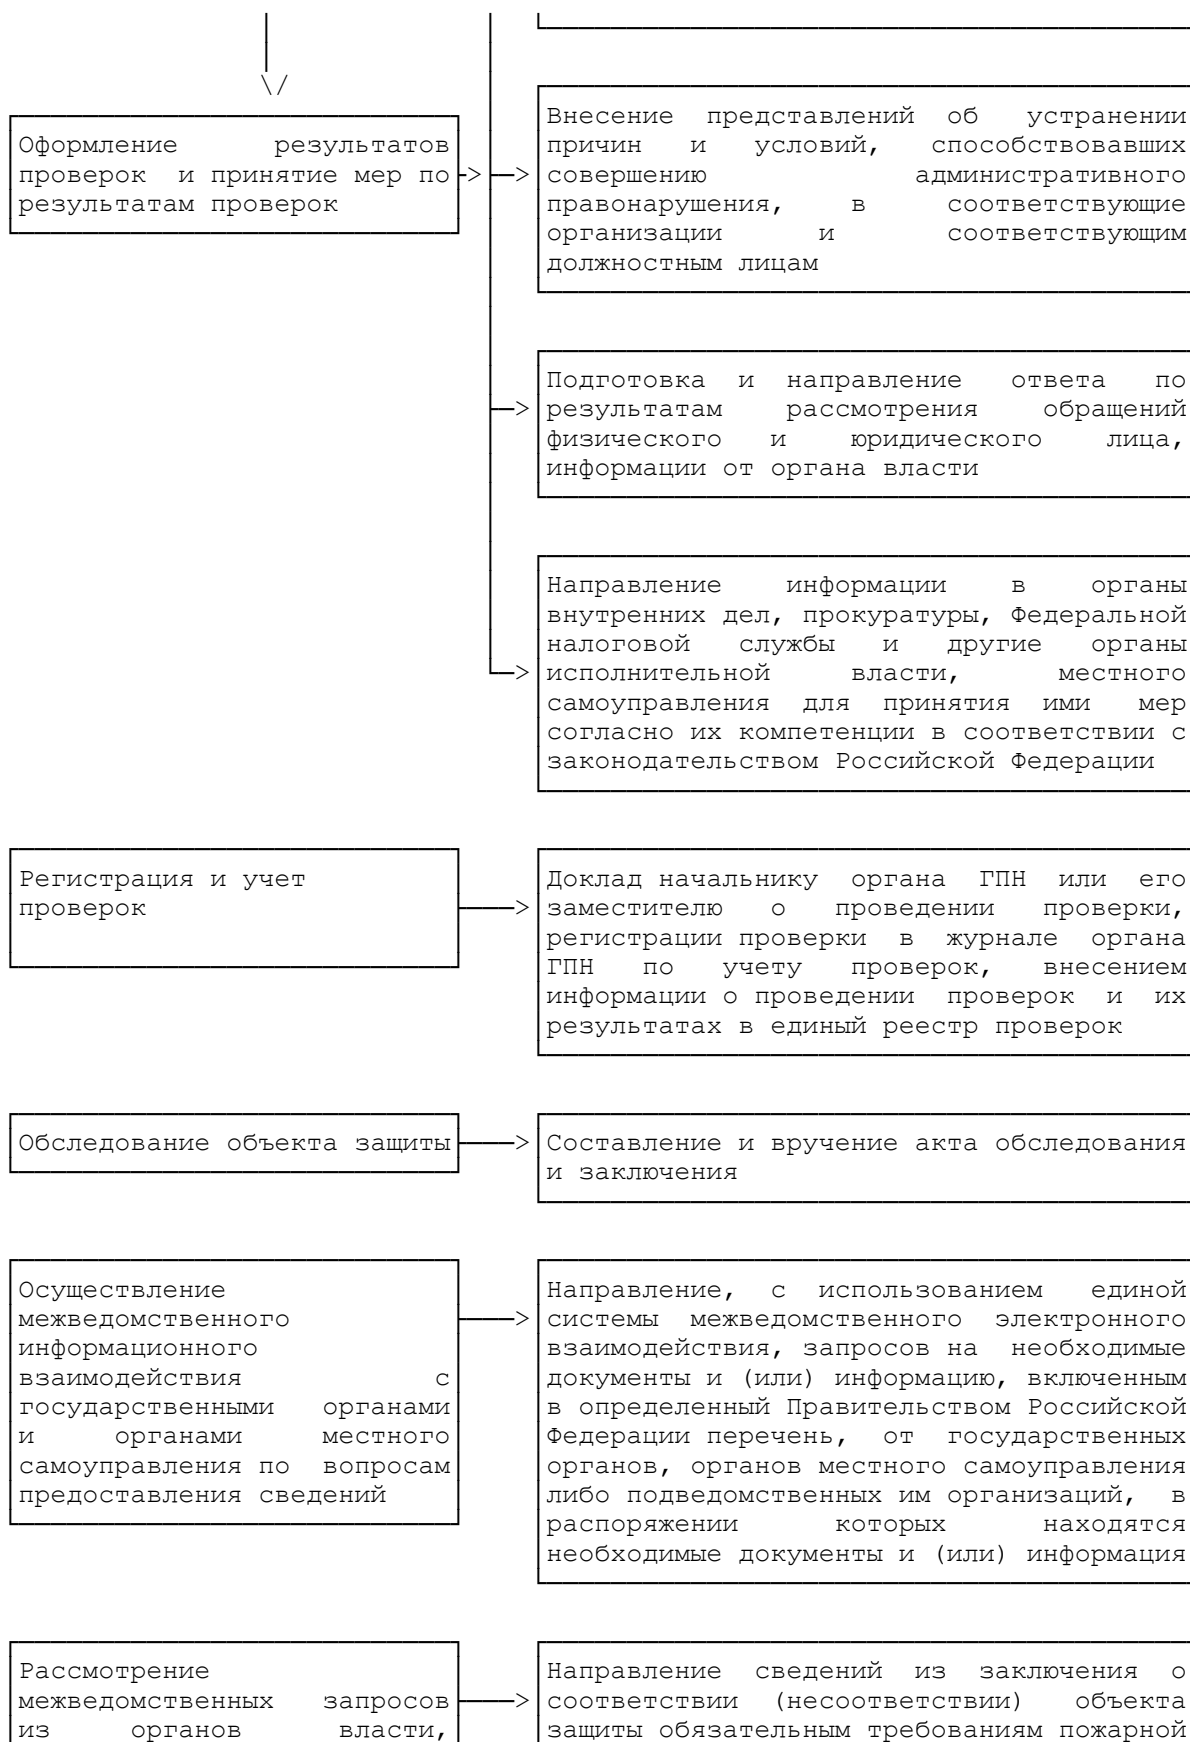 Оформление результатов
проверок и принятие мер по
результатам проверок
Внесение представлений об устранении
причин и условий, способствовавших
совершению административного
правонарушения, в соответствующие
организации и соответствующим
должностным лицам
Подготовка и направление ответа по
результатам рассмотрения обращений
физического и юридического лица,
информации от органа власти
Направление информации в органы
внутренних дел, прокуратуры, Федеральной
налоговой службы и другие органы
исполнительной власти, местного
самоуправления для принятия ими мер
согласно их компетенции в соответствии с
законодательством Российской Федерации
Регистрация и учет
проверок
Доклад начальнику органа ГПН или его
заместителю о проведении проверки,
регистрации проверки в журнале органа
ГПН по учету проверок, внесением
информации о проведении проверок и их
результатах в единый реестр проверок
Обследование объекта защиты
Составление и вручение акта обследования
и заключения
Осуществление
межведомственного
информационного
взаимодействия с
государственными органами
и органами местного
самоуправления по вопросам
предоставления сведений
Направление, с использованием единой
системы межведомственного электронного
взаимодействия, запросов на необходимые
документы и (или) информацию, включенным
в определенный Правительством Российской
Федерации перечень, от государственных
органов, органов местного самоуправления
либо подведомственных им организаций, в
распоряжении которых находятся
необходимые документы и (или) информация
Рассмотрение
межведомственных запросов
из органов власти,
Направление сведений из заключения о
соответствии (несоответствии) объекта
защиты обязательным требованиям пожарной